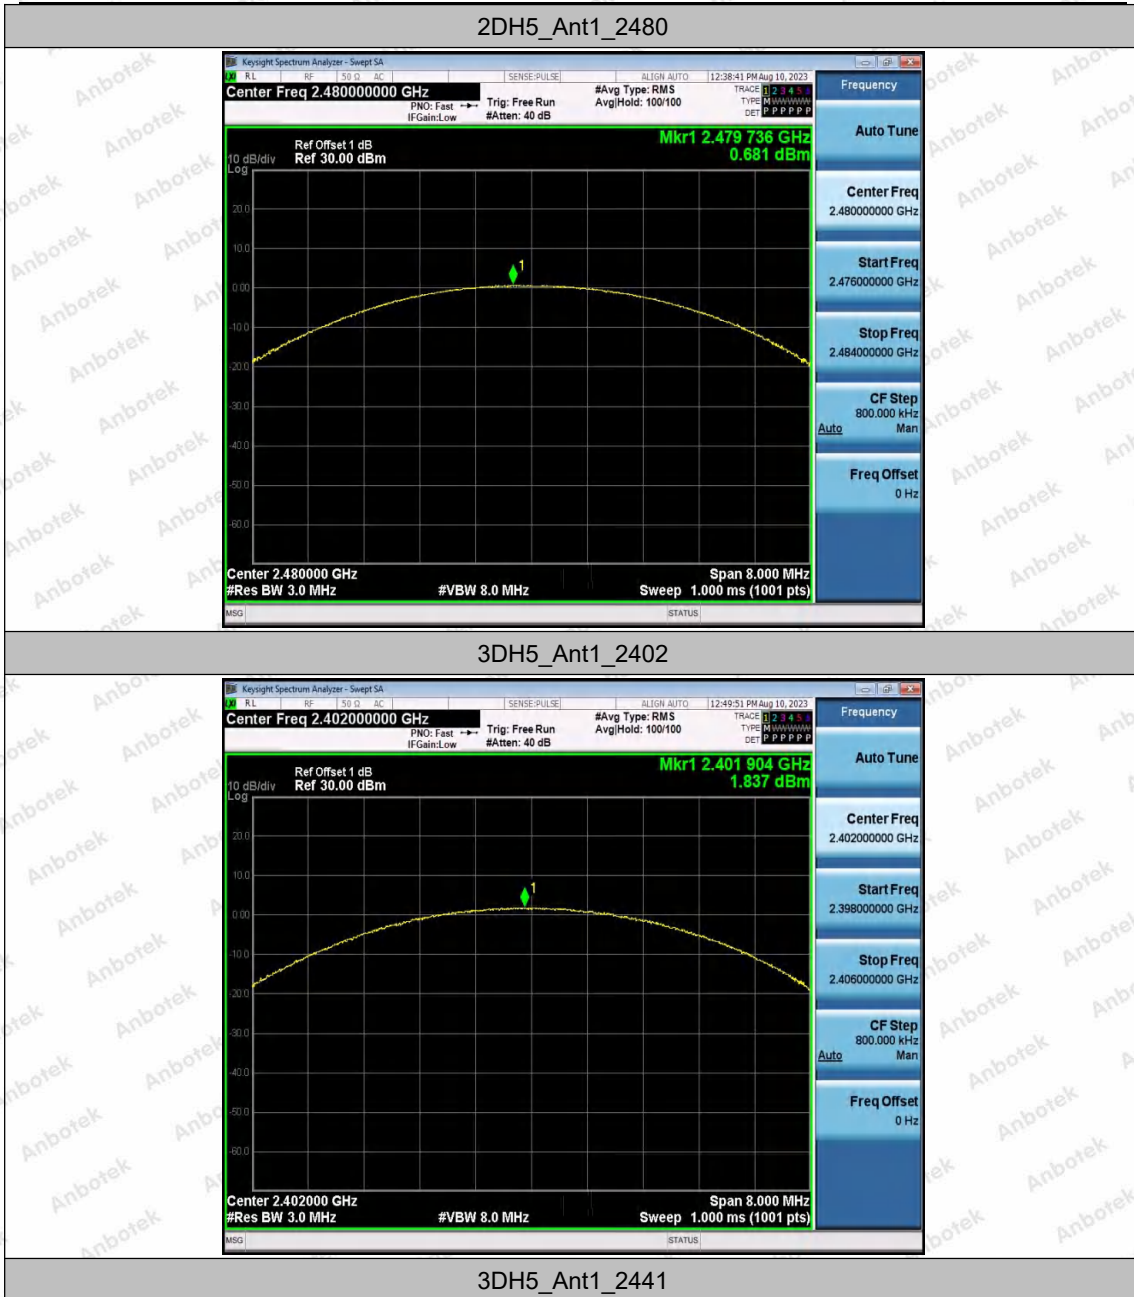 2DH5_Ant1_2480
Keysight Spectrum Analyzer - Swept SA
RL RF 50 Ω AC SENSE:PULSE ALIGN AUTO 12:38:41 PM Aug 10, 2023
Center Freq 2.480000000 GHz
PNO: Fast
IFGain:Low
Trig: Free Run
#Atten: 40 dB
#Avg Type: RMS
Avg|Hold: 100/100
TRACE 1 2 3 4 5 6
TYPE M W W W W W
DET P P P P P P
Ref Offset 1 dB
10 dB/div Ref 30.00 dBm
Log
Mkr1 2.479 736 GHz
0.681 dBm
20.0
10.0
0.00
-10.0
-20.0
-30.0
-40.0
-50.0
-60.0
1
Center 2.480000 GHz Span 8.000 MHz
#Res BW 3.0 MHz #VBW 8.0 MHz Sweep 1.000 ms (1001 pts)
MSG STATUS
Frequency
Auto Tune
Center Freq
2.480000000 GHz
Start Freq
2.476000000 GHz
Stop Freq
2.484000000 GHz
CF Step
800.000 kHz
Auto Man
Freq Offset
0 Hz
3DH5_Ant1_2402
Keysight Spectrum Analyzer - Swept SA
RL RF 50 Ω AC SENSE:PULSE ALIGN AUTO 12:49:51 PM Aug 10, 2023
Center Freq 2.402000000 GHz
PNO: Fast
IFGain:Low
Trig: Free Run
#Atten: 40 dB
#Avg Type: RMS
Avg|Hold: 100/100
TRACE 1 2 3 4 5 6
TYPE M W W W W W
DET P P P P P P
Ref Offset 1 dB
10 dB/div Ref 30.00 dBm
Log
Mkr1 2.401 904 GHz
1.837 dBm
20.0
10.0
0.00
-10.0
-20.0
-30.0
-40.0
-50.0
-60.0
1
Center 2.402000 GHz Span 8.000 MHz
#Res BW 3.0 MHz #VBW 8.0 MHz Sweep 1.000 ms (1001 pts)
MSG STATUS
Frequency
Auto Tune
Center Freq
2.402000000 GHz
Start Freq
2.398000000 GHz
Stop Freq
2.406000000 GHz
CF Step
800.000 kHz
Auto Man
Freq Offset
0 Hz
3DH5_Ant1_2441